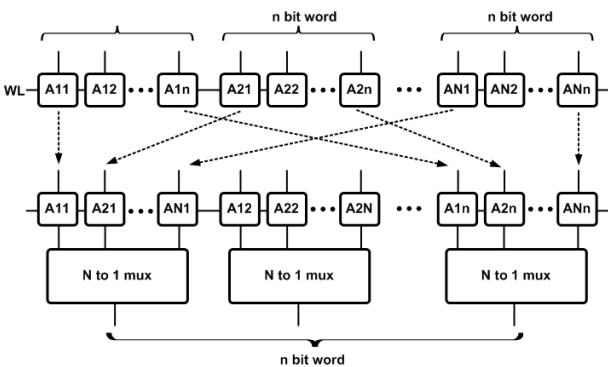 n bit word n bit word
WL A11 A12 ••• A1n A21 A22 ••• A2n ••• AN1 AN2 ••• ANn
A11 A21 ••• AN1 A12 A22 ••• A2N ••• A1n A2n ••• ANn
N to 1 mux N to 1 mux N to 1 mux
n bit word